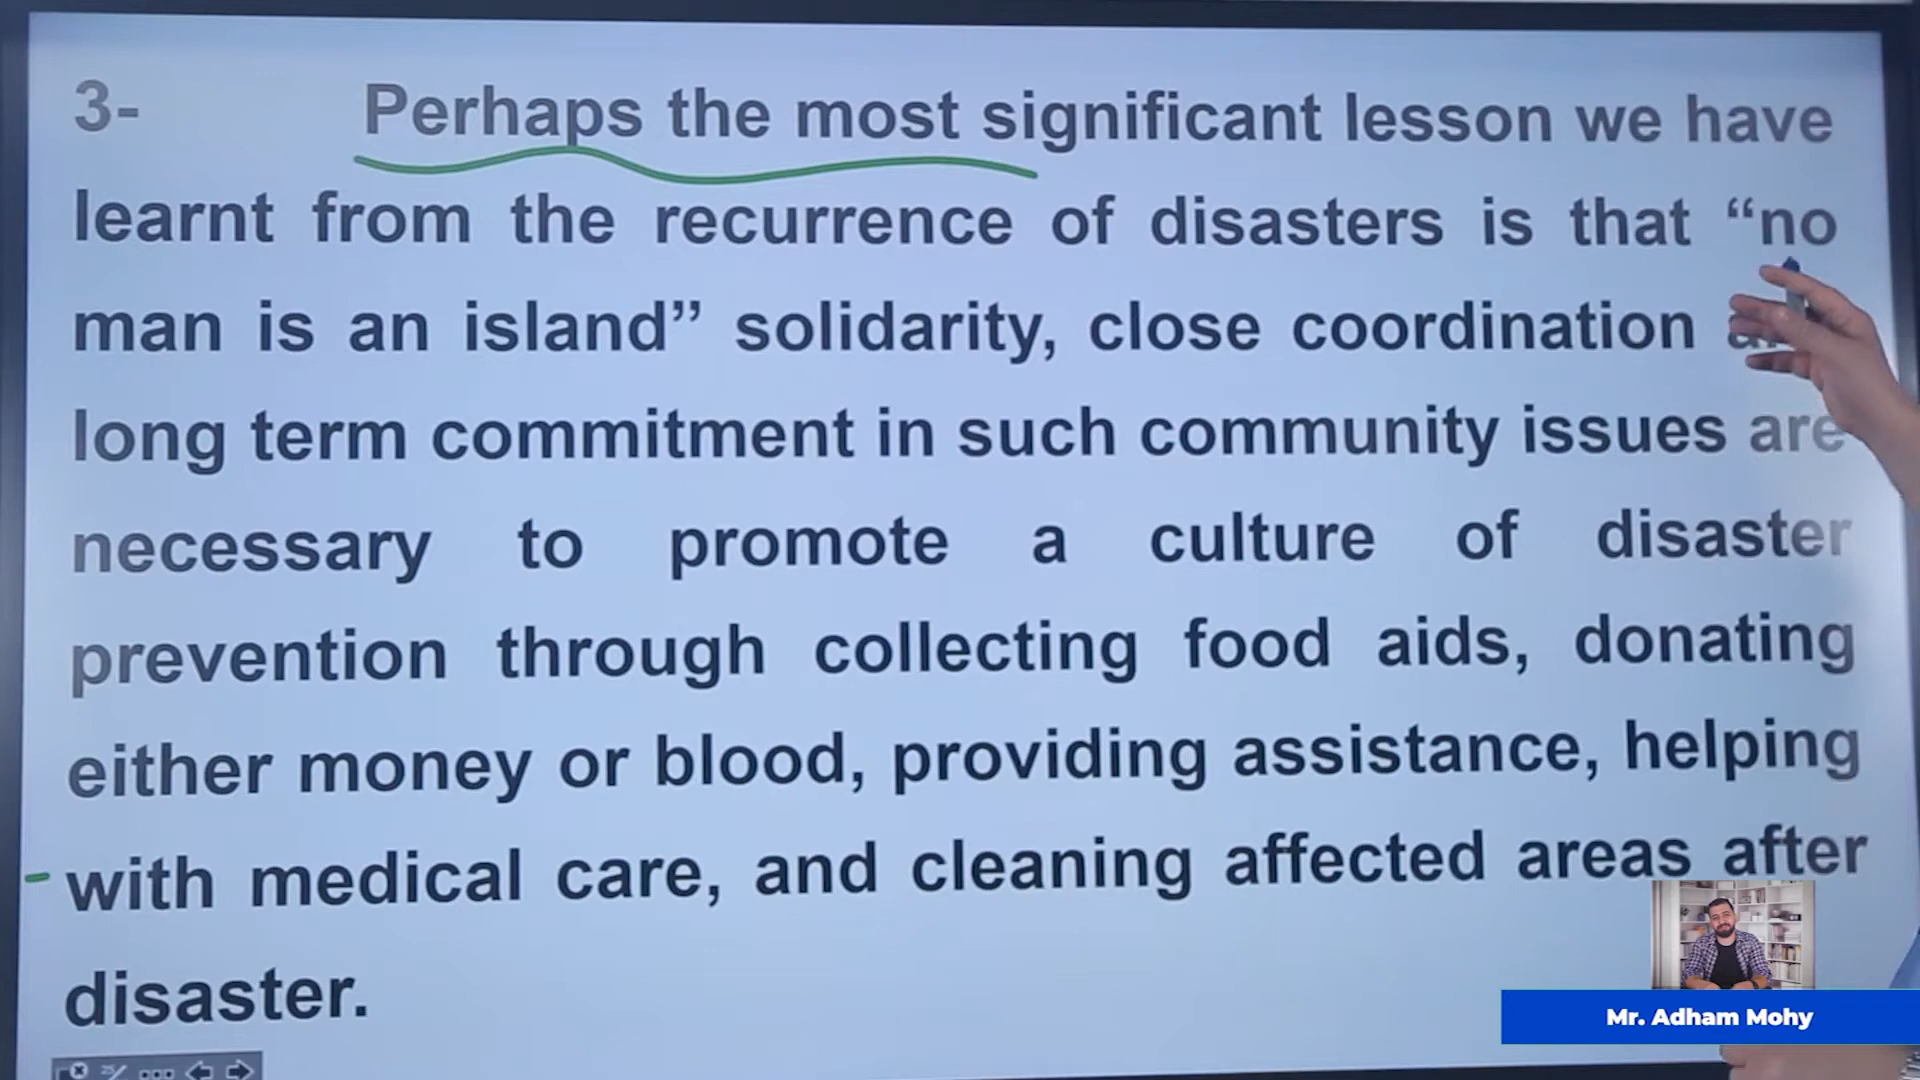 3- Perhaps the most significant lesson we have
learnt from the recurrence of disasters is that “no
man is an island” solidarity, close coordination
long term commitment in such community issues are
necessary to promote a culture of disaster
prevention through collecting food aids, donating
either money or blood, providing assistance, helping
with medical care, and cleaning affected areas after
disaster.
Mr. Adham Mohy